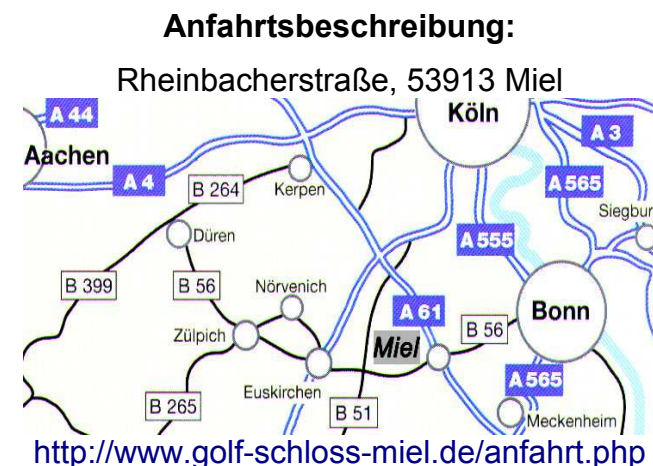 Anfahrtsbeschreibung:
Rheinbacherstraße, 53913 Miel
A 44
Köln
A 3
Aachen
A 4
B 264
Kerpen
A 565
Siegbur
Düren
A 555
B 399
B 56
Nörvenich
A 61
Bonn
Zülpich
Miel
B 56
Euskirchen
A 565
B 265
B 51
Meckenheim
http://www.golf-schloss-miel.de/anfahrt.php